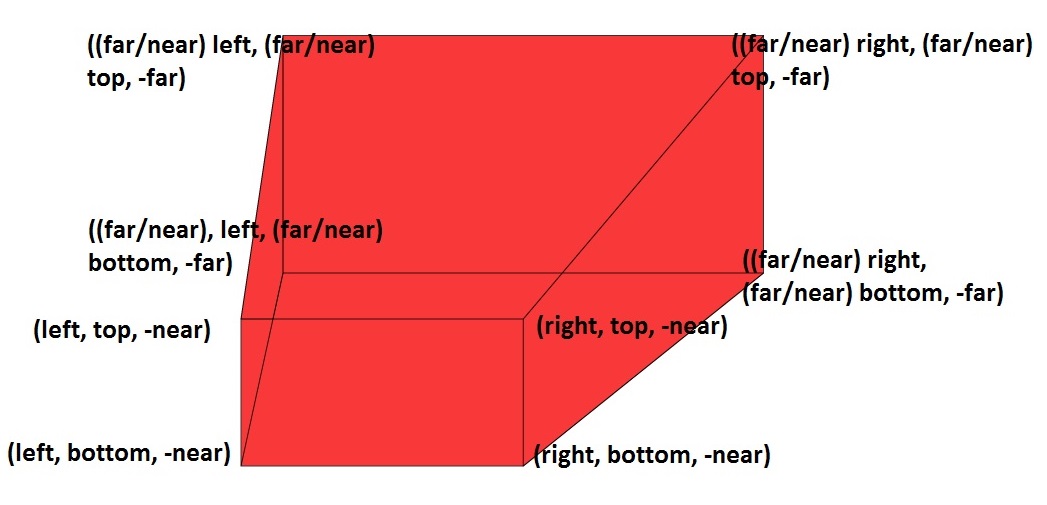 ((far/near) left, (far/near)
top, -far)
((far/near) right, (far/near)
top, -far)
((far/near), left, (far/near)
bottom, -far)
((far/near) right,
(far/near) bottom, -far)
(left, top, -near)
(right, top, -near)
(left, bottom, -near)
(right, bottom, -near)